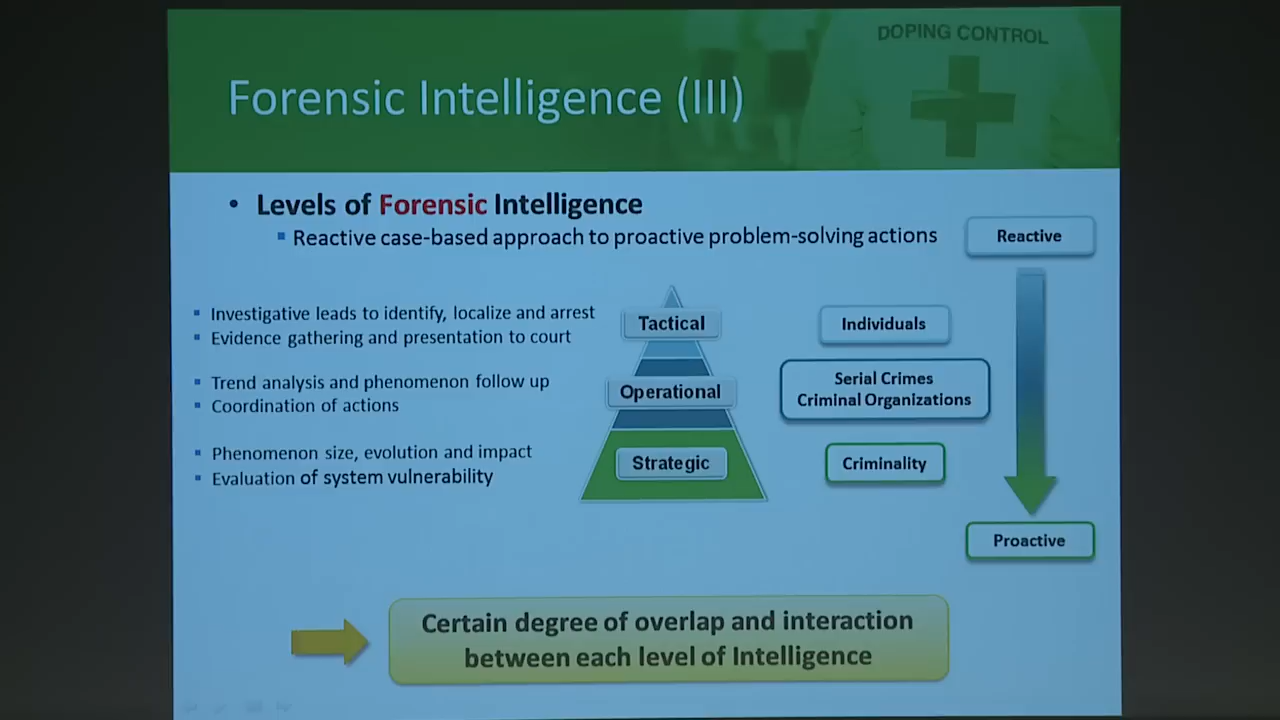 DOPING CONTROL
Forensic Intelligence (III)
• Levels of Forensic Intelligence
▪ Reactive case-based approach to proactive problem-solving actions
Reactive
▪ Investigative leads to identify, localize and arrest
▪ Evidence gathering and presentation to court
Tactical
Individuals
▪ Trend analysis and phenomenon follow up
▪ Coordination of actions
Operational
Serial Crimes
Criminal Organizations
▪ Phenomenon size, evolution and impact
▪ Evaluation of system vulnerability
Strategic
Criminality
Proactive
Certain degree of overlap and interaction
between each level of Intelligence